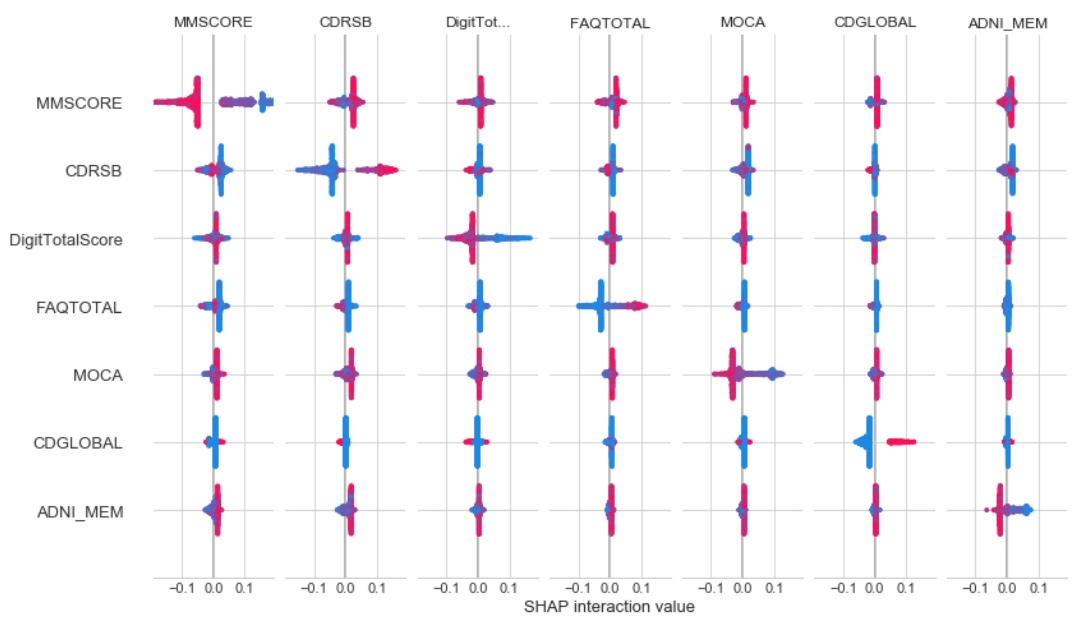 MMSCORE CDRSB DigitTot... FAQTOTAL MOCA CDGLOBAL ADNI_MEM
MMSCORE
CDRSB
DigitTotalScore
FAQTOTAL
MOCA
CDGLOBAL
ADNI_MEM
−0.1 0.0 0.1 −0.1 0.0 0.1 −0.1 0.0 0.1 −0.1 0.0 0.1 −0.1 0.0 0.1 −0.1 0.0 0.1 −0.1 0.0 0.1
SHAP interaction value